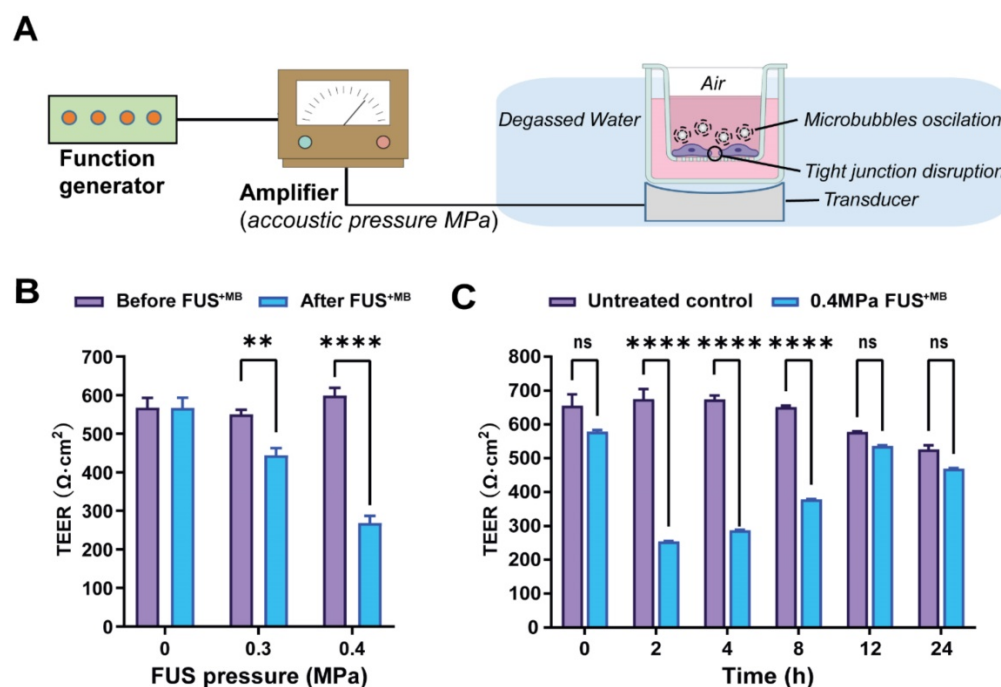 A
Function
generator
Amplifier
(accoustic pressure MPa)
Degassed Water
Air
Microbubbles oscilation
Tight junction disruption
Transducer
B
Before FUS+MB
After FUS+MB
TEER (Ω·cm²)
700
600
500
400
300
200
100
0
** ****
0 0.3 0.4
FUS pressure (MPa)
C
Untreated control
0.4MPa FUS+MB
TEER (Ω·cm²)
800
700
600
500
400
300
200
100
0
ns **** **** **** ns ns
0 2 4 8 12 24
Time (h)